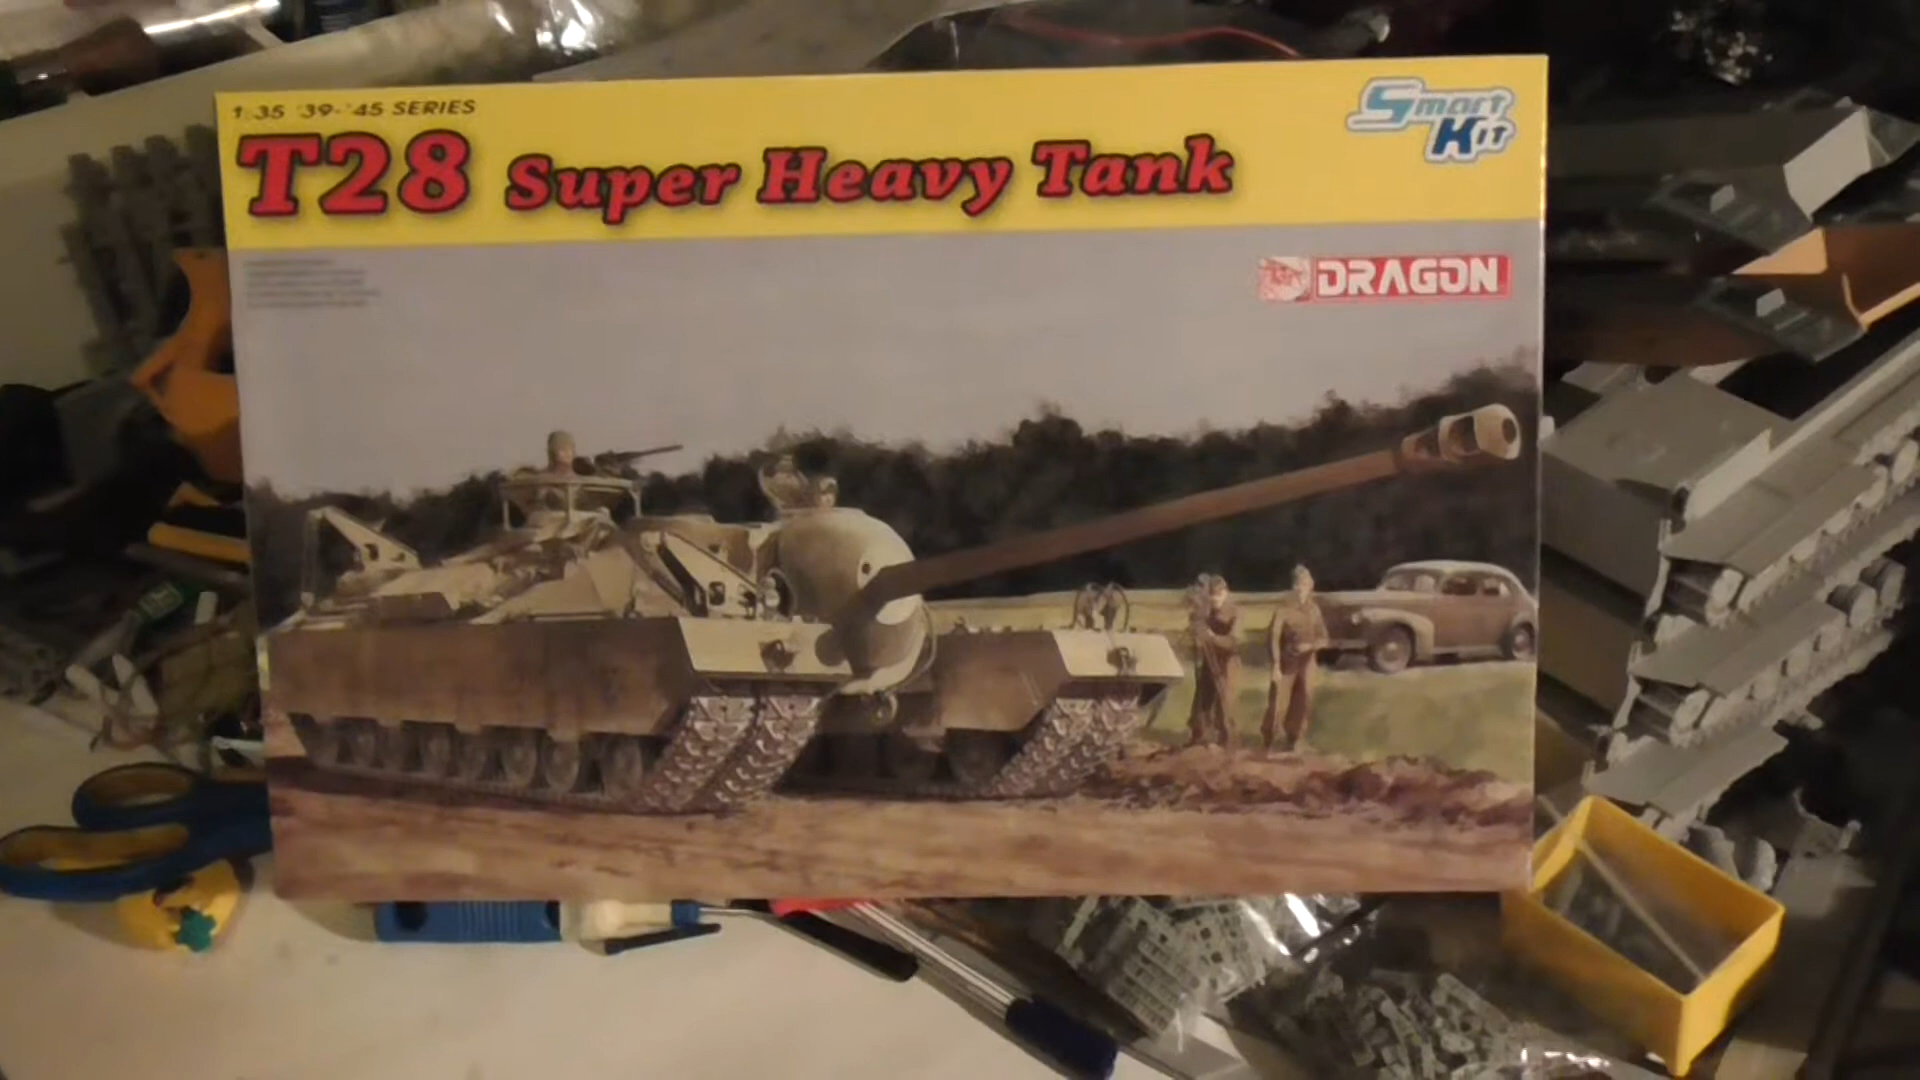 1:35 '39-'45 SERIES
T28 Super Heavy Tank
Smart
Kit
DRAGON